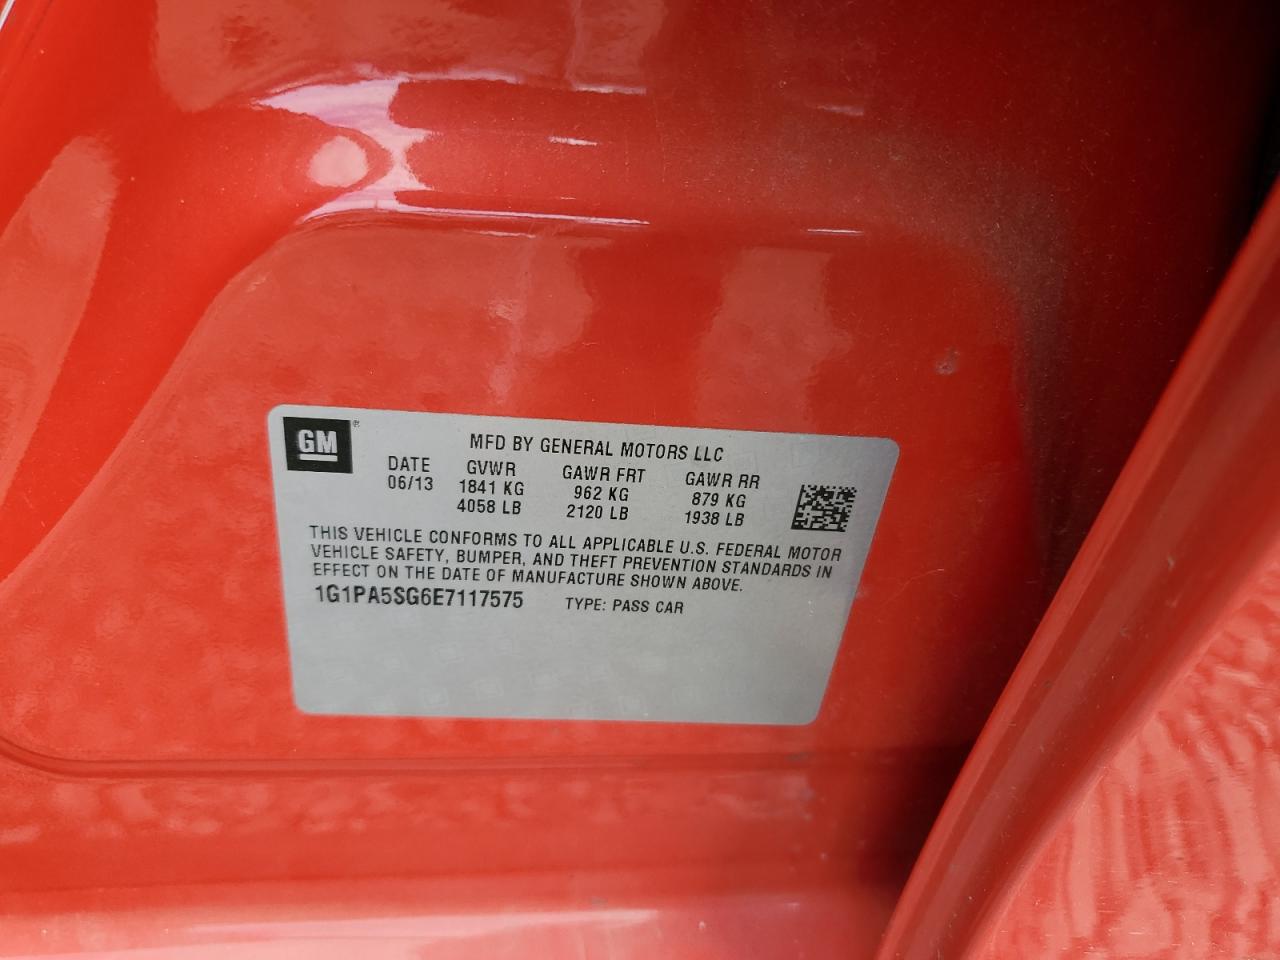 GM ®
MFD BY GENERAL MOTORS LLC
DATE GVWR GAWR FRT GAWR RR
06/13 1841 KG 962 KG 879 KG
4058 LB 2120 LB 1938 LB
THIS VEHICLE CONFORMS TO ALL APPLICABLE U.S. FEDERAL MOTOR
VEHICLE SAFETY, BUMPER, AND THEFT PREVENTION STANDARDS IN
EFFECT ON THE DATE OF MANUFACTURE SHOWN ABOVE.
1G1PA5SG6E7117575 TYPE: PASS CAR